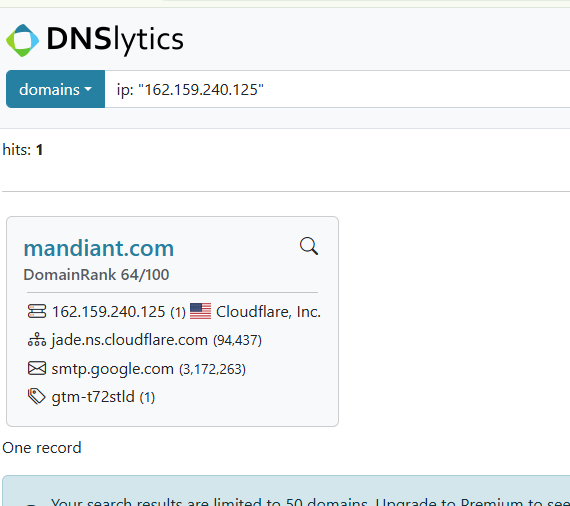 DNSlytics
domains ip: "162.159.240.125"
hits: 1
mandiant.com
DomainRank 64/100
162.159.240.125 (1) Cloudflare, Inc.
jade.ns.cloudflare.com (94,437)
smtp.google.com (3,172,263)
gtm-t72stld (1)
One record
Your search results are limited to 50 domains. Upgrade to Premium to see